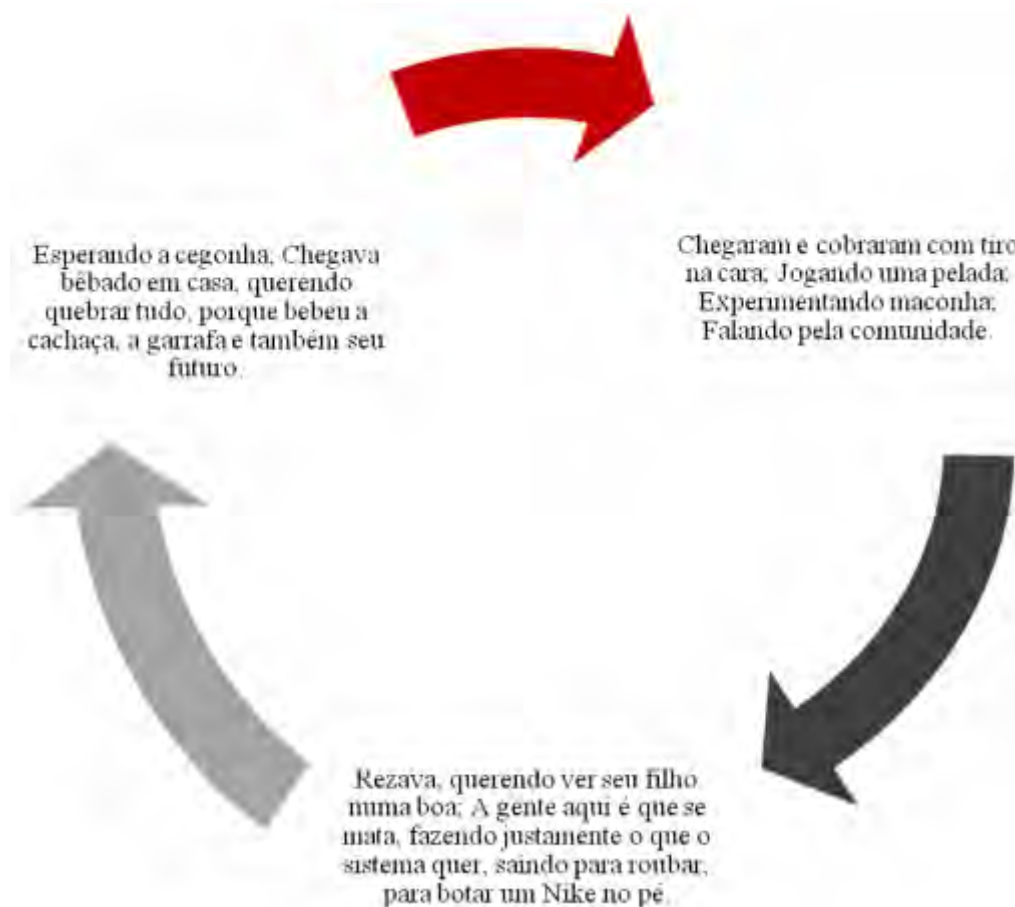 Esperando a cegonha; Chegava
bêbado em casa, querendo
quebrar tudo, porque bebeu a
cachaça, a garrafa e também seu
futuro.
Chegaram e cobraram com tiro
na cara; Jogando uma pelada;
Experimentando maconha;
Falando pela comunidade.
Rezava, querendo ver seu filho
numa boa; A gente aqui é que se
mata, fazendo justamente o que o
sistema quer, saindo para roubar,
para botar um Nike no pé.